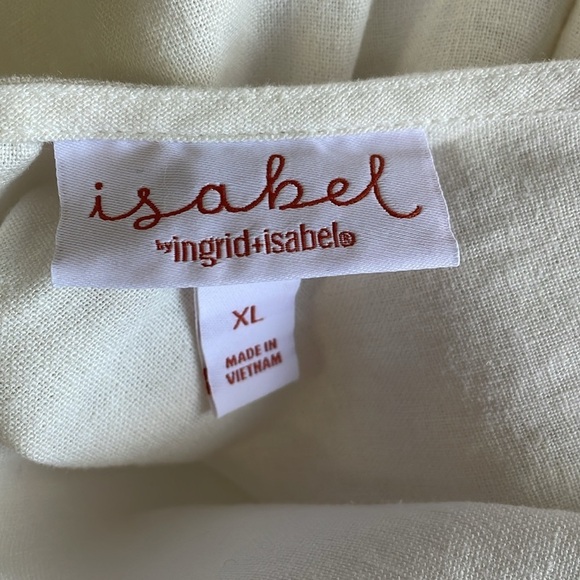 isabel
by ingrid+isabel®
XL
MADE IN
VIETNAM